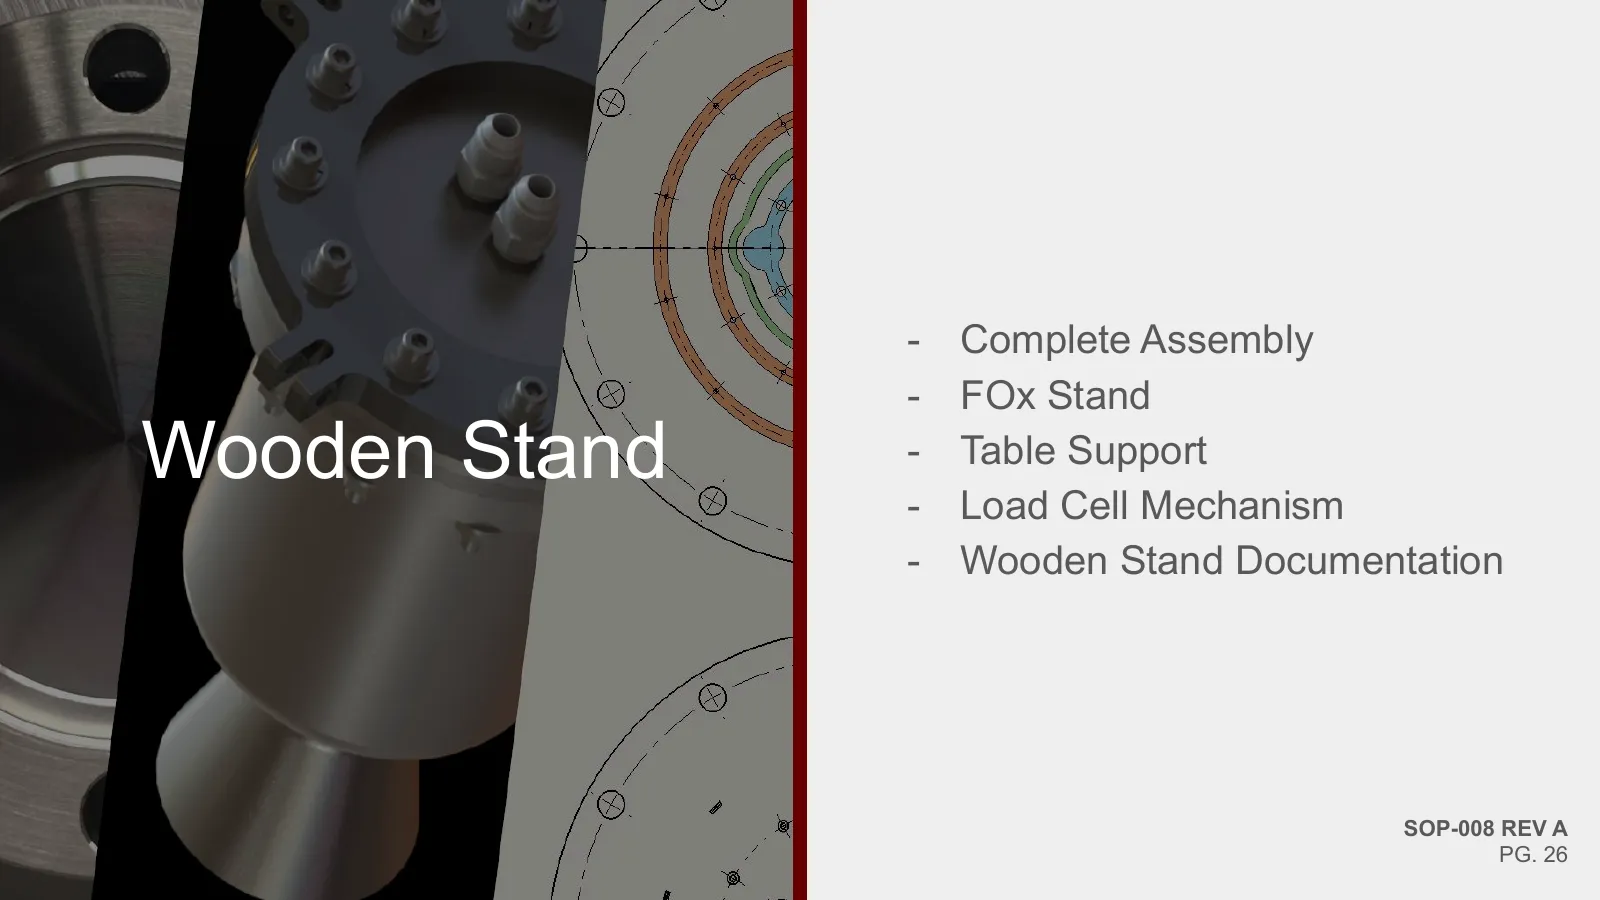 Wooden Stand
- Complete Assembly
- FOx Stand
- Table Support
- Load Cell Mechanism
- Wooden Stand Documentation
SOP-008 REV A
PG. 26